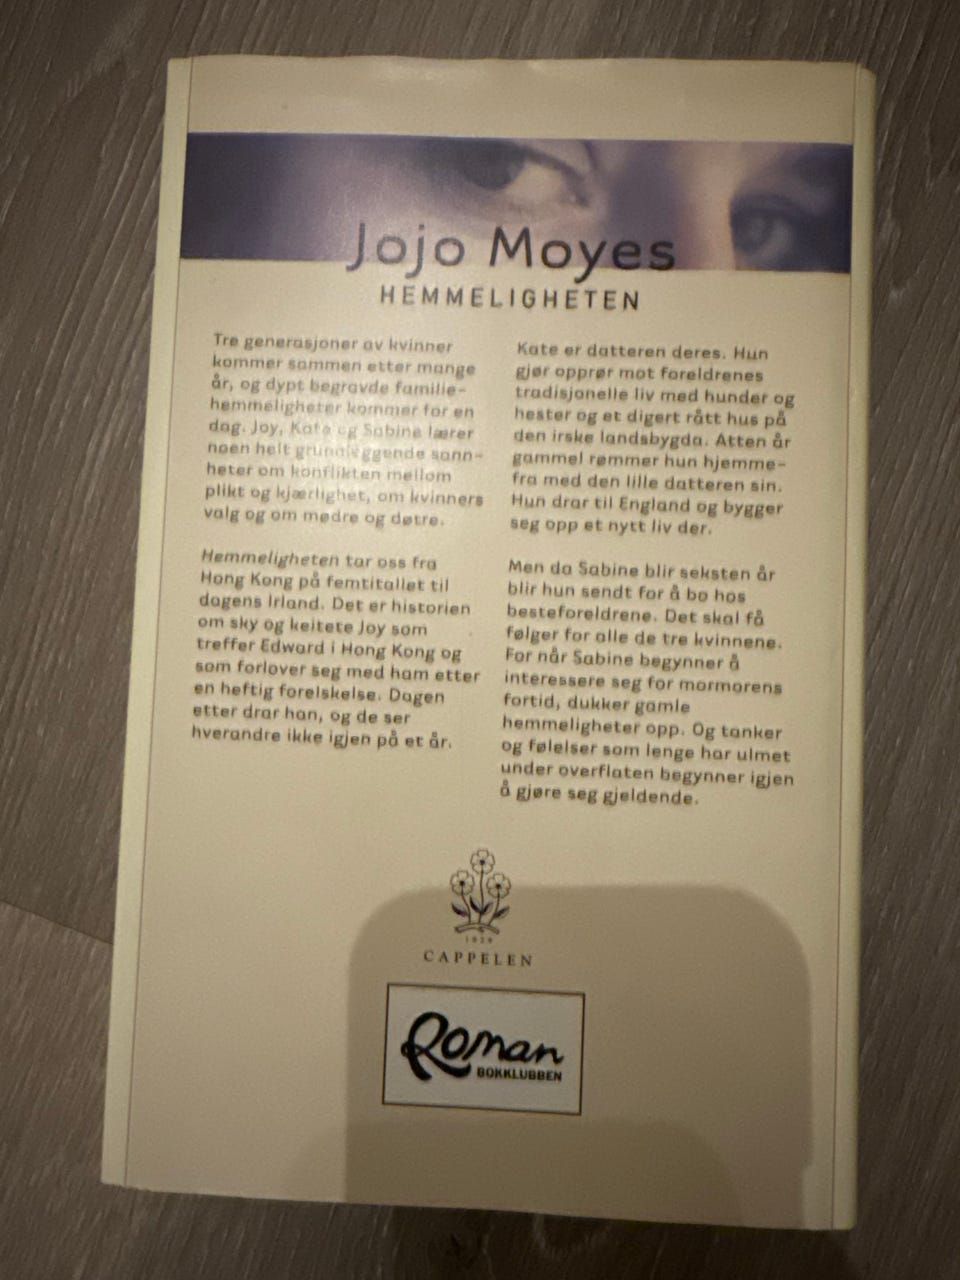 Jojo Moyes
HEMMELIGHETEN
Tre generasjoner av kvinner
kommer sammen etter mange
år, og dypt begravde familie-
hemmeligheter kommer for en
dag. Joy, Kate og Sabine lærer
noen helt grunnleggende sann-
heter om konflikten mellom
plikt og kjærlighet, om kvinners
valg og om mødre og døtre.
Hemmeligheten tar oss fra
Hong Kong på femtitallet til
dagens Irland. Det er historien
om sky og keitete Joy som
treffer Edward i Hong Kong og
som forlover seg med ham etter
en heftig forelskelse. Dagen
etter drar han, og de ser
hverandre ikke igjen på et år.
Kate er datteren deres. Hun
gjør opprør mot foreldrenes
tradisjonelle liv med hunder og
hester og et digert rått hus på
den irske landsbygda. Atten år
gammel rømmer hun hjemme-
fra med den lille datteren sin.
Hun drar til England og bygger
seg opp et nytt liv der.
Men da Sabine blir seksten år
blir hun sendt for å bo hos
besteforeldrene. Det skal få
følger for alle de tre kvinnene.
For når Sabine begynner å
interessere seg for mormorens
fortid, dukker gamle
hemmeligheter opp. Og tanker
og følelser som lenge har ulmet
under overflaten begynner igjen
å gjøre seg gjeldende.
1829
CAPPELEN
Roman
BOKKLUBBEN